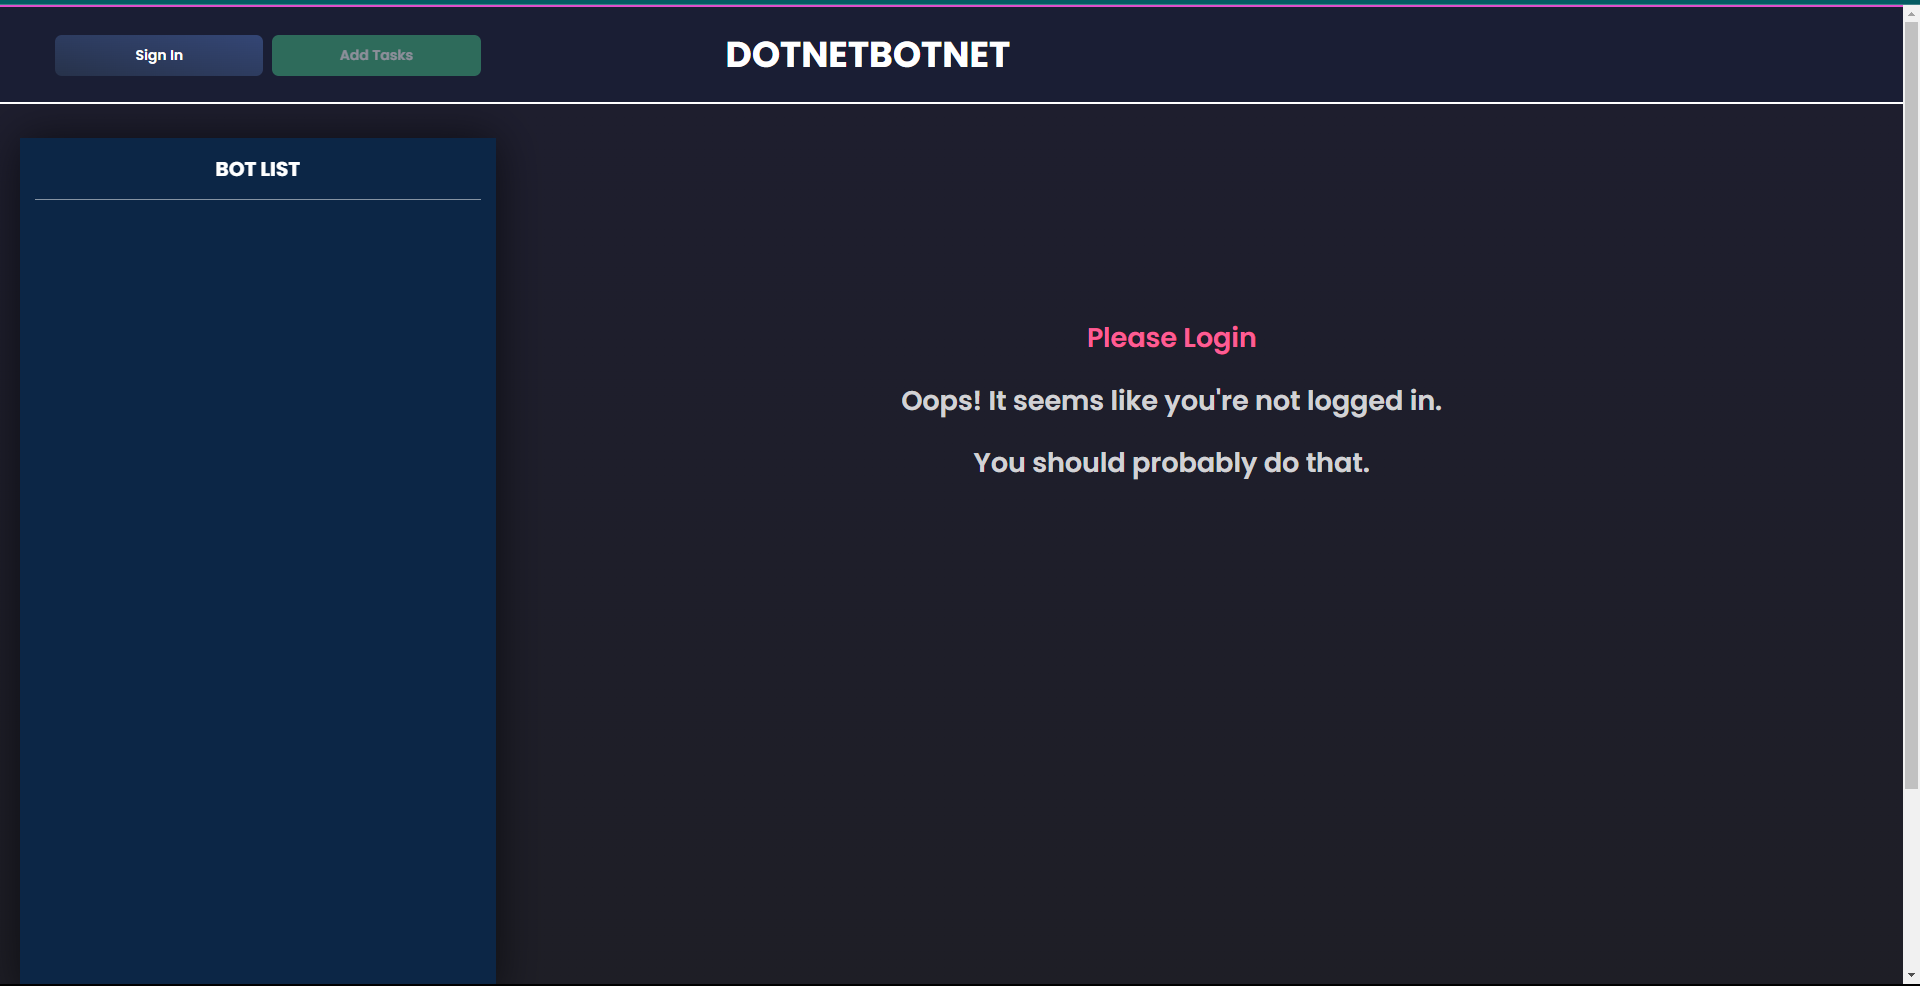 Sign In
Add Tasks
DOTNETBOTNET
BOT LIST
Please Login
Oops! It seems like you're not logged in.
You should probably do that.